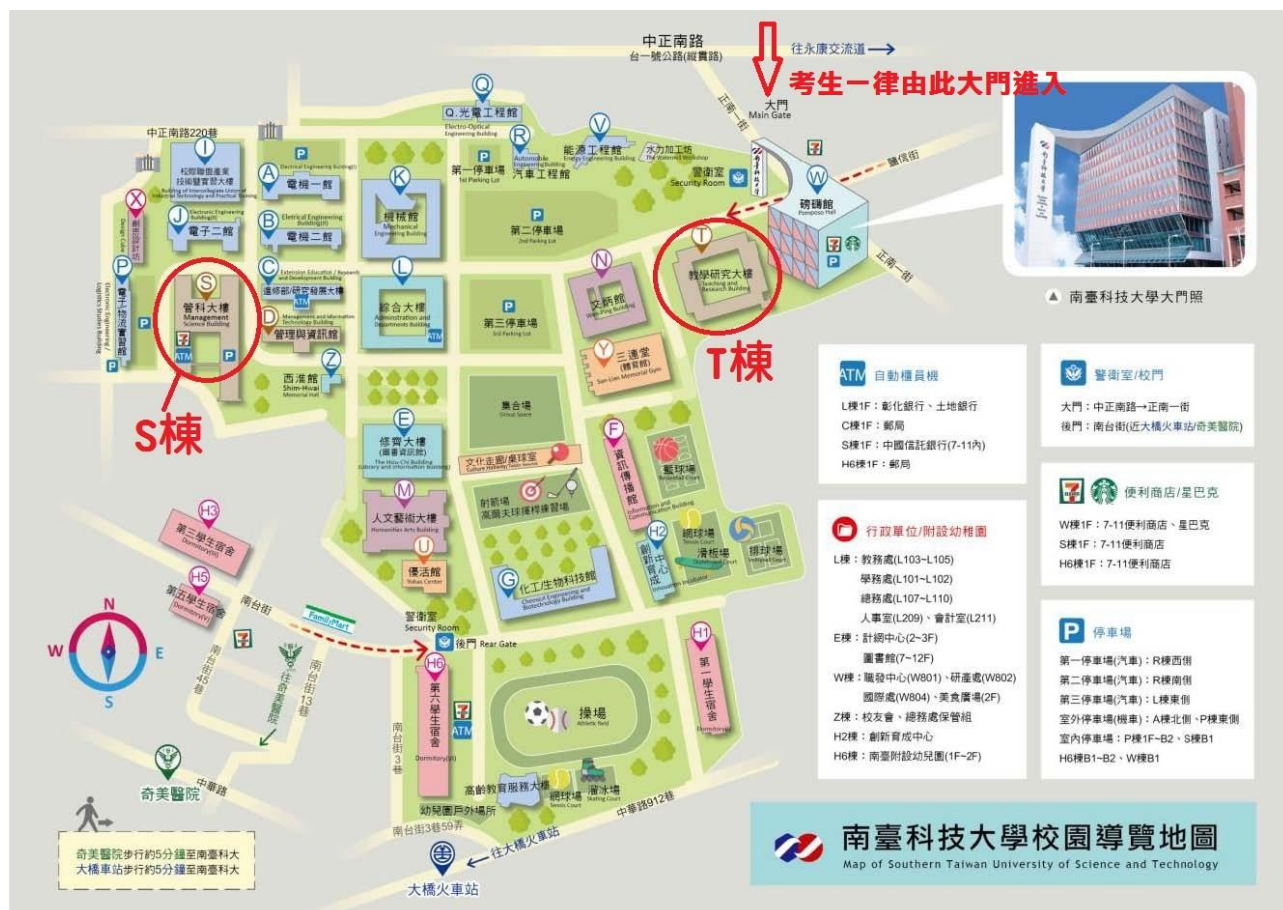 中正南路
台一號公路(縱貫路)
往永康交流道
考生一律由此大門進入
大門
Main Gate
正南一街
鹽信街
正南一街
中正南路220巷
I
校際聯盟產業
技術暨實習大樓
Building of Intercollegiate Union of
Industrial Technology and Practical Training
A
電機一館
Electrical Engineering Building(I)
Q
Q.光電工程館
Electro-Optical
Engineering Building
R
Automobile
Engineering Building
汽車工程館
V
能源工程館
Energy Engineering Building
水力加工坊
The Watermill Workshop
警衛室
Security Room
南臺科技大學
W
磅礴館
Pomposo Hall
K
機械館
Mechanical
Engineering Building
第一停車場
1st Parking Lot
第二停車場
2nd Parking Lot
X
創思設計坊
Design Cube
J
Electronic Engineering
Building(II)
電子二館
B
Eletrical Engineering
Building(II)
電機二館
P
電子/物流實習館
Electronic Engineering /
Logistics Studies Building
S
管科大樓
Management
Science Building
7-ELEVEN
ATM
S棟
C
Extension Education / Research
and Development Building
進修部/研究發展大樓
ATM
D
Management and Information
Technology Building
管理與資訊館
L
綜合大樓
Administration and
Departments Building
ATM
第三停車場
3rd Parking Lot
N
文炳館
Wen-Ping Building
T
教學研究大樓
Teaching and
Research Building
T棟
Y
三連堂
(體育館)
San-Lien Memorial Gym
Z
西淮館
Shim-Hwai
Memorial Hall
集合場
E
修齊大樓
(圖書資訊館)
The Hsiu-Chi Building
(Library and Information Building)
文化走廊/桌球室
F
資訊傳播館
Information and
Communication Building
籃球場
Basketball Court
M
人文藝術大樓
Humanities Arts Building
射箭場
高爾夫球揮桿練習場
U
優活館
Yohas Center
G
化工/生物科技館
Chemical Engineering and
Biotechnology Building
H2
創新育成中心
Innovation Incubator
網球場
Tennis Court
滑板場
Skateboard Court
排球場
Volleyball Court
H3
第三學生宿舍
Dormitory(III)
H5
第五學生宿舍
Dormitory(V)
南台街
FamilyMart
警衛室
Security Room
後門 Rear Gate
南台街45巷
往奇美醫院
南台街13巷
南台街3巷
H6
第六學生宿舍
Dormitory(VI)
ATM
操場
Athletic field
H1
第一學生宿舍
Dormitory(I)
高齡教育服務大樓
網球場
Tennis Court
溜冰場
Skating Court
幼兒園戶外場所
南台街3巷59弄
中華路912巷
往大橋火車站
大橋火車站
奇美醫院
中華路
N
W
E
S
奇美醫院步行約5分鐘至南臺科大
大橋車站步行約5分鐘至南臺科大
南臺科技大學大門照
ATM 自動櫃員機
L棟1F:彰化銀行、土地銀行
C棟1F:郵局
S棟1F:中國信託銀行(7-11內)
H6棟1F:郵局
行政單位/附設幼稚園
L棟:教務處(L103~L105)
學務處(L101~L102)
總務處(L107~L110)
人事室(L209)、會計室(L211)
E棟:計網中心(2~3F)
圖書館(7~12F)
W棟:職發中心(W801)、研產處(W802)
國際處(W804)、美食廣場(2F)
Z棟:校友會、總務處保管組
H2棟:創新育成中心
H6棟:南臺附設幼兒園(1F~2F)
警衛室/校門
大門:中正南路→正南一街
後門:南台街(近大橋火車站/奇美醫院)
便利商店/星巴克
W棟1F:7-11便利商店、星巴克
S棟1F:7-11便利商店
H6棟1F:7-11便利商店
P 停車場
第一停車場(汽車):R棟西側
第二停車場(汽車):R棟南側
第三停車場(汽車):L棟東側
室外停車場(機車):A棟北側、P棟東側
室內停車場:P棟1F~B2、S棟B1
H6棟B1~B2、W棟B1
南臺科技大學校園導覽地圖
Map of Southern Taiwan University of Science and Technology